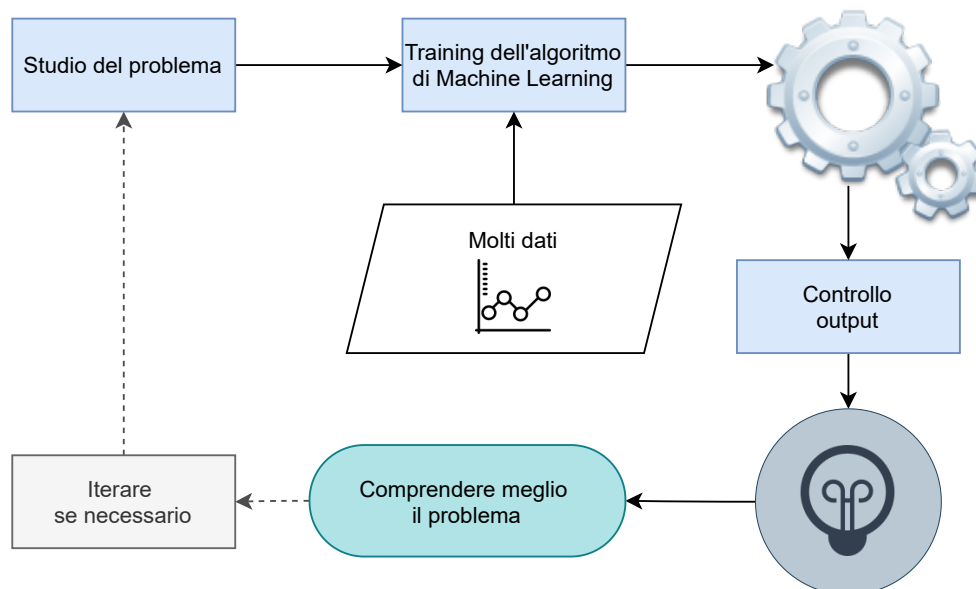 Studio del problema
Training dell'algoritmo
di Machine Learning
Molti dati
Controllo
output
Comprendere meglio
il problema
Iterare
se necessario